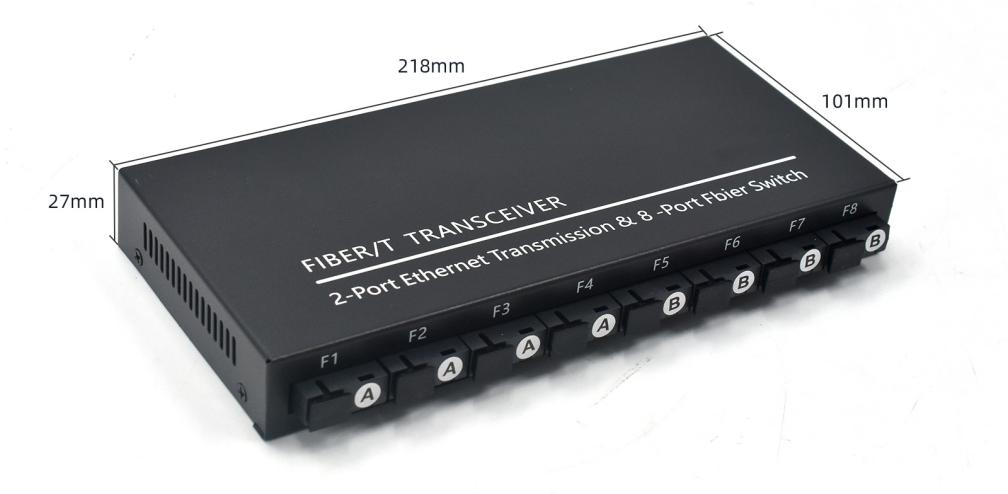 218mm
101mm
27mm
FIBER/T TRANSCEIVER
2-Port Ethernet Transmission & 8 -Port Fbier Switch
F1 F2 F3 F4 F5 F6 F7 F8
A A A A B B B B